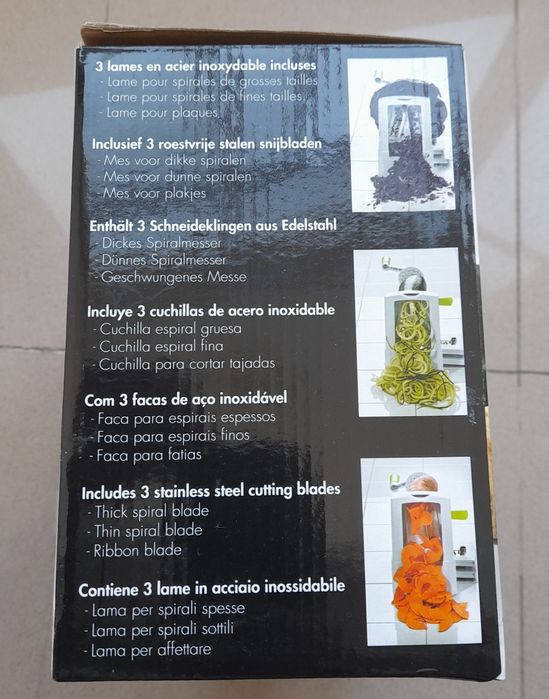 3 lames en acier inoxydable incluses
- Lame pour spirales de grosses tailles
- Lame pour spirales de fines tailles,
- Lame pour plaques
Inclusief 3 roestvrije stalen snijbladen
- Mes voor dikke spiralen
- Mes voor dunne spiralen
- Mes voor plakjes
Enthält 3 Schneideklingen aus Edelstahl
- Dickes Spiralmesser
- Dünnes Spiralmesser
- Geschwungenes Messe
Incluye 3 cuchillas de acero inoxidable
- Cuchilla espiral gruesa
- Cuchilla espiral fina
- Cuchilla para cortar tajadas
Com 3 facas de aço inoxidável
- Faca para espirais espessos
- Faca para espirais finos
- Faca para fatias
Includes 3 stainless steel cutting blades
- Thick spiral blade
- Thin spiral blade
- Ribbon blade
Contiene 3 lame in acciaio inossidabile
- Lama per spirali spesse
- Lama per spirali sottili
- Lama per affettare